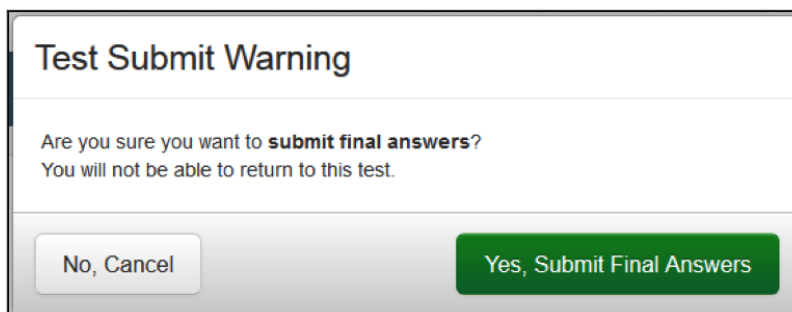 Test Submit Warning
Are you sure you want to submit final answers?
You will not be able to return to this test.
No, Cancel
Yes, Submit Final Answers